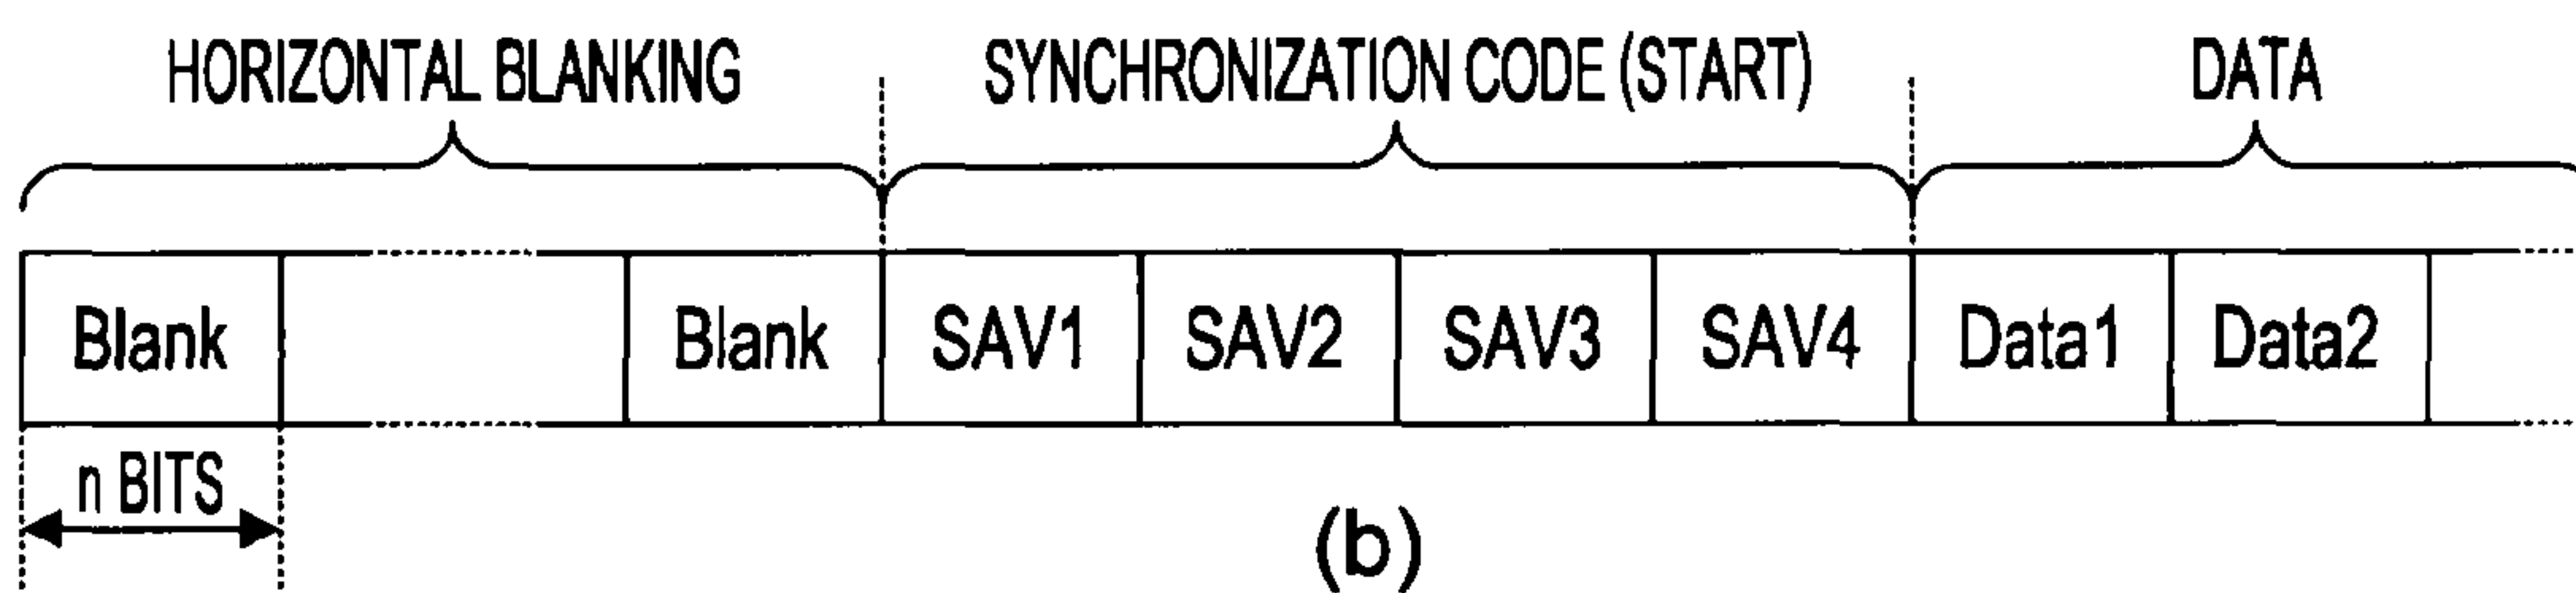 HORIZONTAL BLANKING SYNCHRONIZATION CODE (START) DATA
Blank Blank SAV1 SAV2 SAV3 SAV4 Data1 Data2
n BITS
(b)